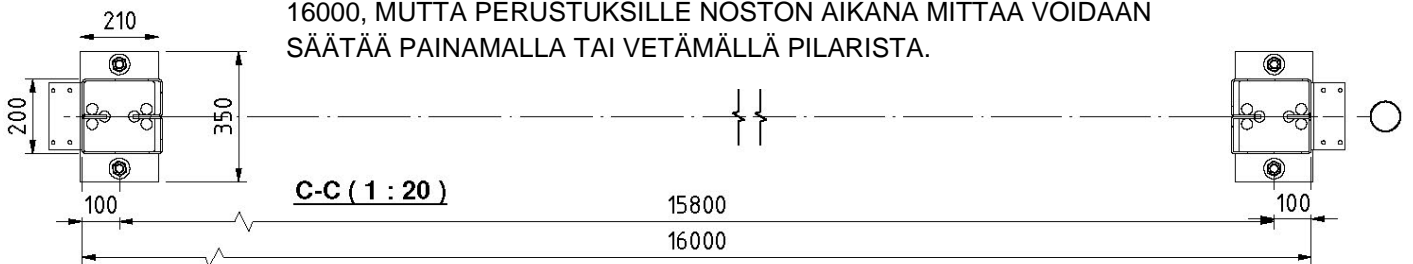 16000, MUTTA PERUSTUKSILLE NOSTON AIKANA MITTAA VOIDAAN
SÄÄTÄÄ PAINAMALLA TAI VETÄMÄLLÄ PILARISTA.
210
200
350
C-C ( 1 : 20 )
100
15800
100
16000